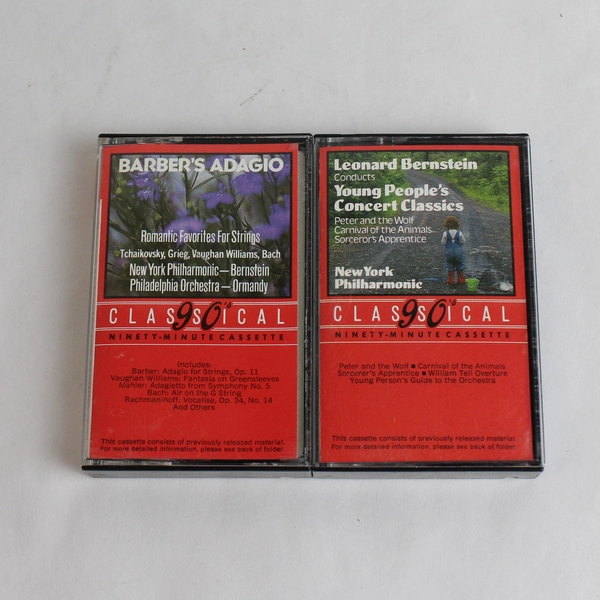 BARBER'S ADAGIO
Romantic Favorites For Strings
Tchaikovsky, Grieg, Vaughan Williams, Bach
New York Philharmonic—Bernstein
Philadelphia Orchestra—Ormandy
CLASSICAL
90's
NINETY-MINUTE CASSETTE
Includes:
Barber: Adagio for Strings, Op. 11
Vaughan Williams: Fantasia on Greensleeves
Mahler: Adagietto from Symphony No. 5
Bach: Air on the G String
Rachmaninoff: Vocalise, Op. 34, No. 14
And Others
This cassette consists of previously released material.
For more detailed information, please see back of folder.
Leonard Bernstein
Conducts
Young People's
Concert Classics
Peter and the Wolf
Carnival of the Animals
Sorceror's Apprentice
New York
Philharmonic
CLASSICAL
90's
NINETY-MINUTE CASSETTE
Peter and the Wolf ■ Carnival of the Animals
Sorcerer's Apprentice ■ William Tell Overture
Young Person's Guide to the Orchestra
This cassette consists of previously released material.
For more detailed information, please see back of folder.